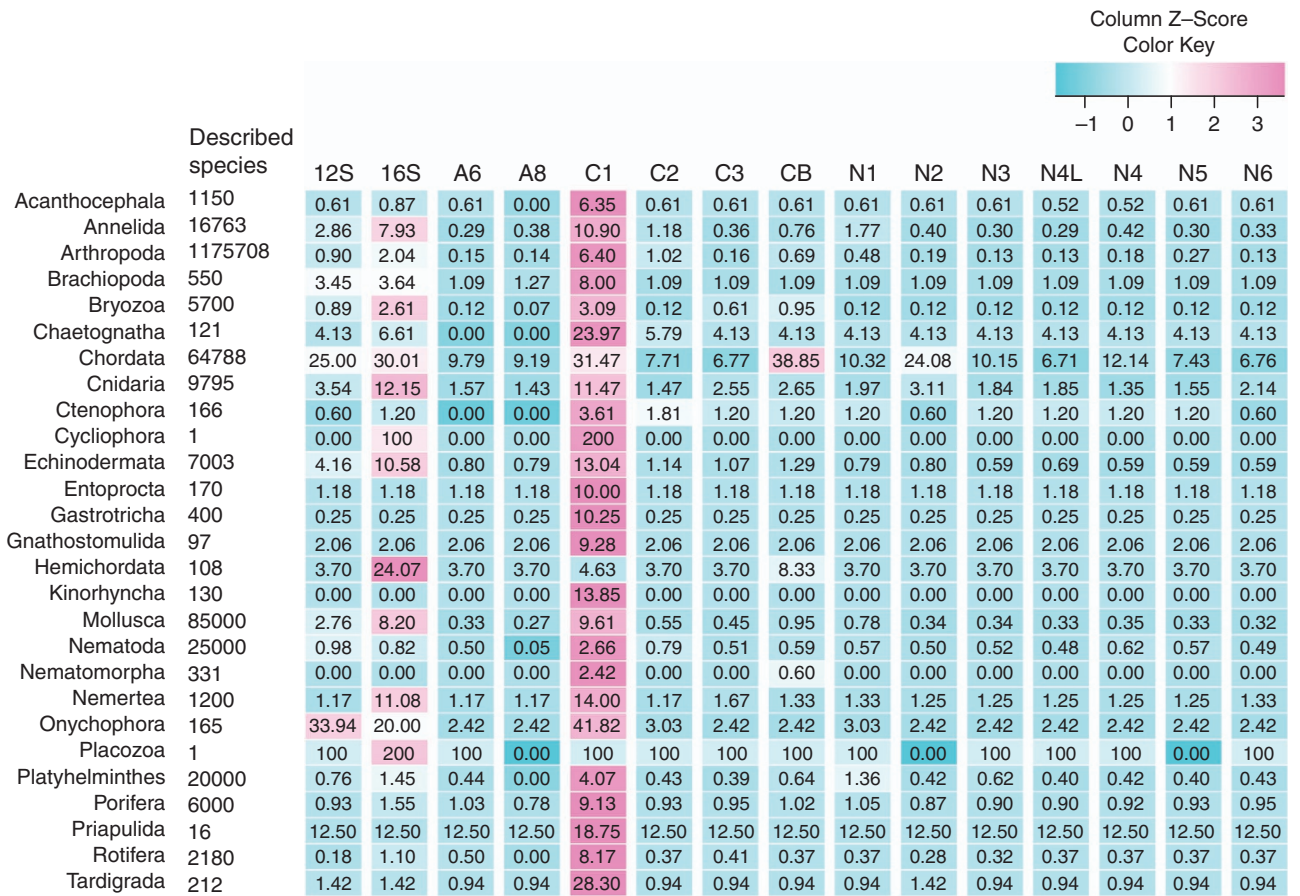 Column Z–Score
Color Key
–1 0 1 2 3
Described
species
12S 16S A6 A8 C1 C2 C3 CB N1 N2 N3 N4L N4 N5 N6
Acanthocephala 1150 0.61 0.87 0.61 0.00 6.35 0.61 0.61 0.61 0.61 0.61 0.61 0.52 0.52 0.61 0.61
Annelida 16763 2.86 7.93 0.29 0.38 10.90 1.18 0.36 0.76 1.77 0.40 0.30 0.29 0.42 0.30 0.33
Arthropoda 1175708 0.90 2.04 0.15 0.14 6.40 1.02 0.16 0.69 0.48 0.19 0.13 0.13 0.18 0.27 0.13
Brachiopoda 550 3.45 3.64 1.09 1.27 8.00 1.09 1.09 1.09 1.09 1.09 1.09 1.09 1.09 1.09 1.09
Bryozoa 5700 0.89 2.61 0.12 0.07 3.09 0.12 0.61 0.95 0.12 0.12 0.12 0.12 0.12 0.12 0.12
Chaetognatha 121 4.13 6.61 0.00 0.00 23.97 5.79 4.13 4.13 4.13 4.13 4.13 4.13 4.13 4.13 4.13
Chordata 64788 25.00 30.01 9.79 9.19 31.47 7.71 6.77 38.85 10.32 24.08 10.15 6.71 12.14 7.43 6.76
Cnidaria 9795 3.54 12.15 1.57 1.43 11.47 1.47 2.55 2.65 1.97 3.11 1.84 1.85 1.35 1.55 2.14
Ctenophora 166 0.60 1.20 0.00 0.00 3.61 1.81 1.20 1.20 1.20 0.60 1.20 1.20 1.20 1.20 0.60
Cycliophora 1 0.00 100 0.00 0.00 200 0.00 0.00 0.00 0.00 0.00 0.00 0.00 0.00 0.00 0.00
Echinodermata 7003 4.16 10.58 0.80 0.79 13.04 1.14 1.07 1.29 0.79 0.80 0.59 0.69 0.59 0.59 0.59
Entoprocta 170 1.18 1.18 1.18 1.18 10.00 1.18 1.18 1.18 1.18 1.18 1.18 1.18 1.18 1.18 1.18
Gastrotricha 400 0.25 0.25 0.25 0.25 10.25 0.25 0.25 0.25 0.25 0.25 0.25 0.25 0.25 0.25 0.25
Gnathostomulida 97 2.06 2.06 2.06 2.06 9.28 2.06 2.06 2.06 2.06 2.06 2.06 2.06 2.06 2.06 2.06
Hemichordata 108 3.70 24.07 3.70 3.70 4.63 3.70 3.70 8.33 3.70 3.70 3.70 3.70 3.70 3.70 3.70
Kinorhyncha 130 0.00 0.00 0.00 0.00 13.85 0.00 0.00 0.00 0.00 0.00 0.00 0.00 0.00 0.00 0.00
Mollusca 85000 2.76 8.20 0.33 0.27 9.61 0.55 0.45 0.95 0.78 0.34 0.34 0.33 0.35 0.33 0.32
Nematoda 25000 0.98 0.82 0.50 0.05 2.66 0.79 0.51 0.59 0.57 0.50 0.52 0.48 0.62 0.57 0.49
Nematomorpha 331 0.00 0.00 0.00 0.00 2.42 0.00 0.00 0.60 0.00 0.00 0.00 0.00 0.00 0.00 0.00
Nemertea 1200 1.17 11.08 1.17 1.17 14.00 1.17 1.67 1.33 1.33 1.25 1.25 1.25 1.25 1.25 1.33
Onychophora 165 33.94 20.00 2.42 2.42 41.82 3.03 2.42 2.42 3.03 2.42 2.42 2.42 2.42 2.42 2.42
Placozoa 1 100 200 100 0.00 100 100 100 100 100 0.00 100 100 100 0.00 100
Platyhelminthes 20000 0.76 1.45 0.44 0.00 4.07 0.43 0.39 0.64 1.36 0.42 0.62 0.40 0.42 0.40 0.43
Porifera 6000 0.93 1.55 1.03 0.78 9.13 0.93 0.95 1.02 1.05 0.87 0.90 0.90 0.92 0.93 0.95
Priapulida 16 12.50 12.50 12.50 12.50 18.75 12.50 12.50 12.50 12.50 12.50 12.50 12.50 12.50 12.50 12.50
Rotifera 2180 0.18 1.10 0.50 0.00 8.17 0.37 0.41 0.37 0.37 0.28 0.32 0.37 0.37 0.37 0.37
Tardigrada 212 1.42 1.42 0.94 0.94 28.30 0.94 0.94 0.94 0.94 1.42 0.94 0.94 0.94 0.94 0.94